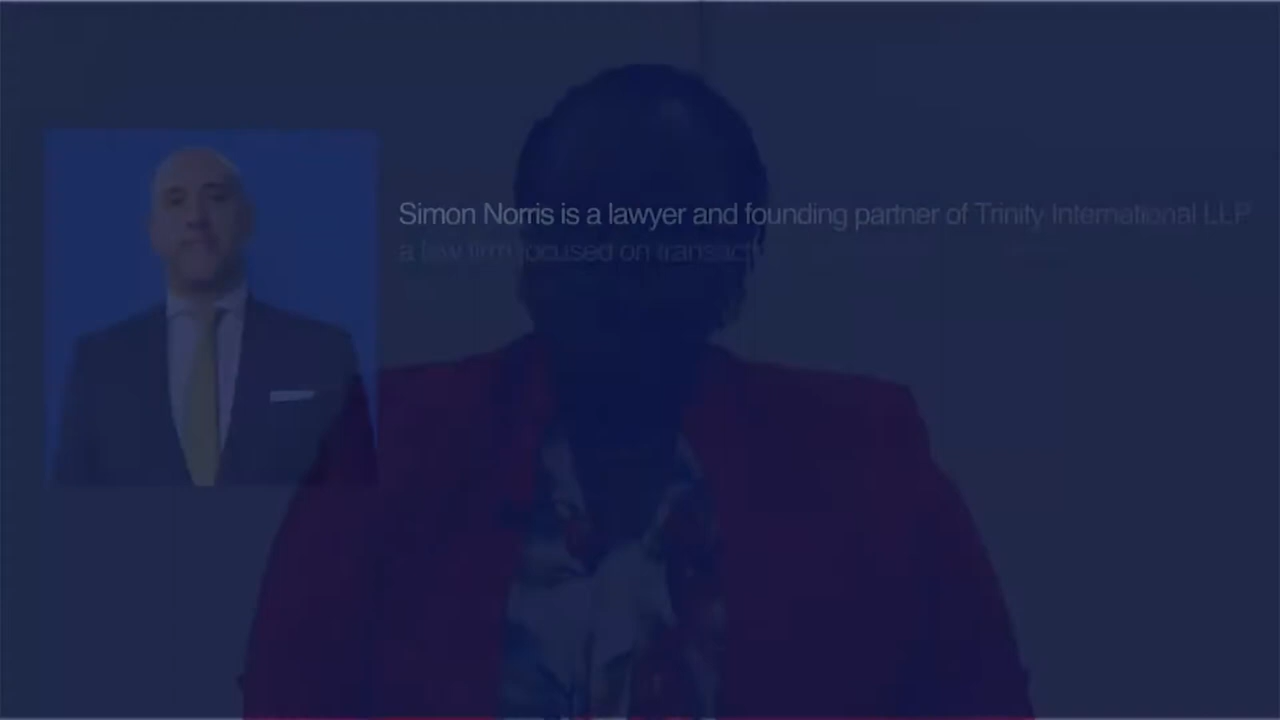 Simon Norris is a lawyer and founding partner of Trinity International LLP
a law firm focused on